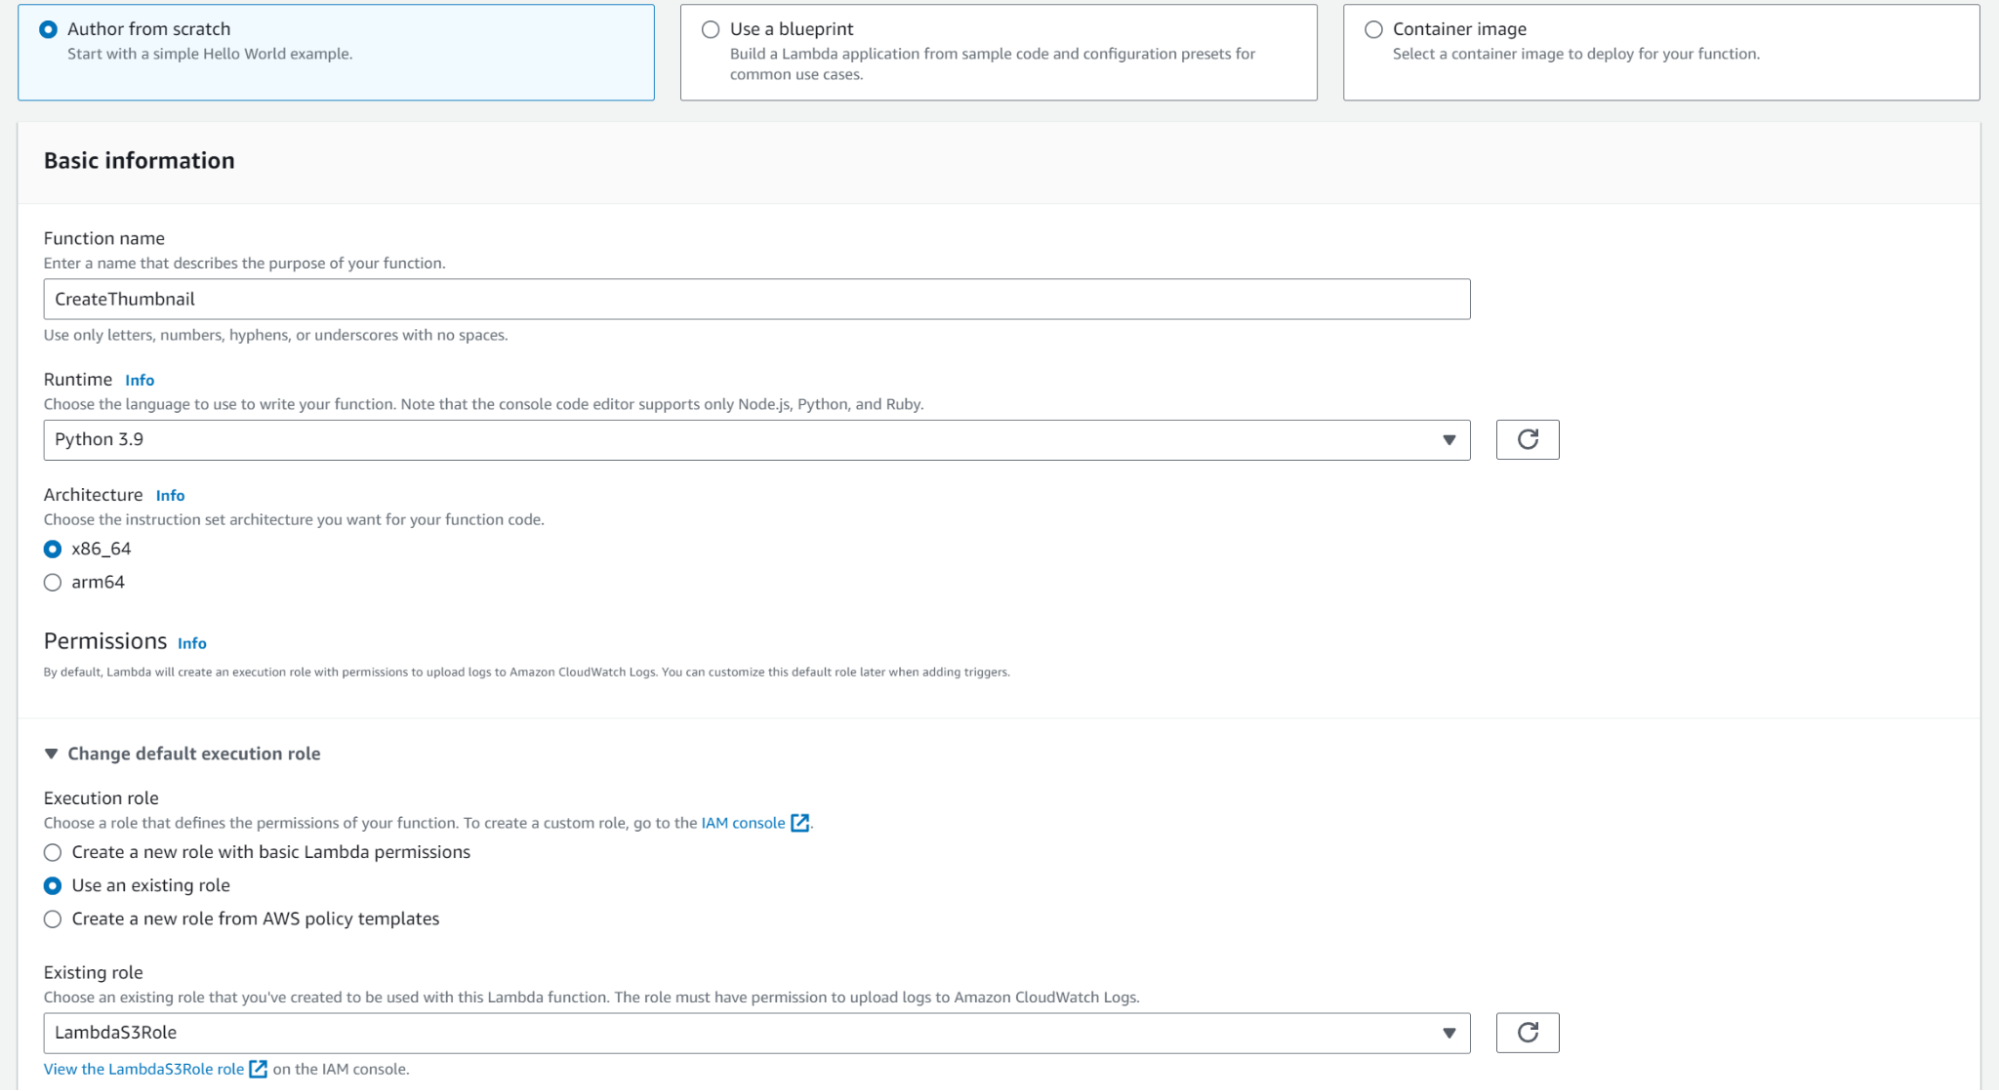 Author from scratch
Start with a simple Hello World example.
Use a blueprint
Build a Lambda application from sample code and configuration presets for
common use cases.
Container image
Select a container image to deploy for your function.
Basic information
Function name
Enter a name that describes the purpose of your function.
CreateThumbnail
Use only letters, numbers, hyphens, or underscores with no spaces.
Runtime Info
Choose the language to use to write your function. Note that the console code editor supports only Node.js, Python, and Ruby.
Python 3.9
Architecture Info
Choose the instruction set architecture you want for your function code.
x86_64
arm64
Permissions Info
By default, Lambda will create an execution role with permissions to upload logs to Amazon CloudWatch Logs. You can customize this default role later when adding triggers.
Change default execution role
Execution role
Choose a role that defines the permissions of your function. To create a custom role, go to the IAM console.
Create a new role with basic Lambda permissions
Use an existing role
Create a new role from AWS policy templates
Existing role
Choose an existing role that you've created to be used with this Lambda function. The role must have permission to upload logs to Amazon CloudWatch Logs.
LambdaS3Role
View the LambdaS3Role role on the IAM console.